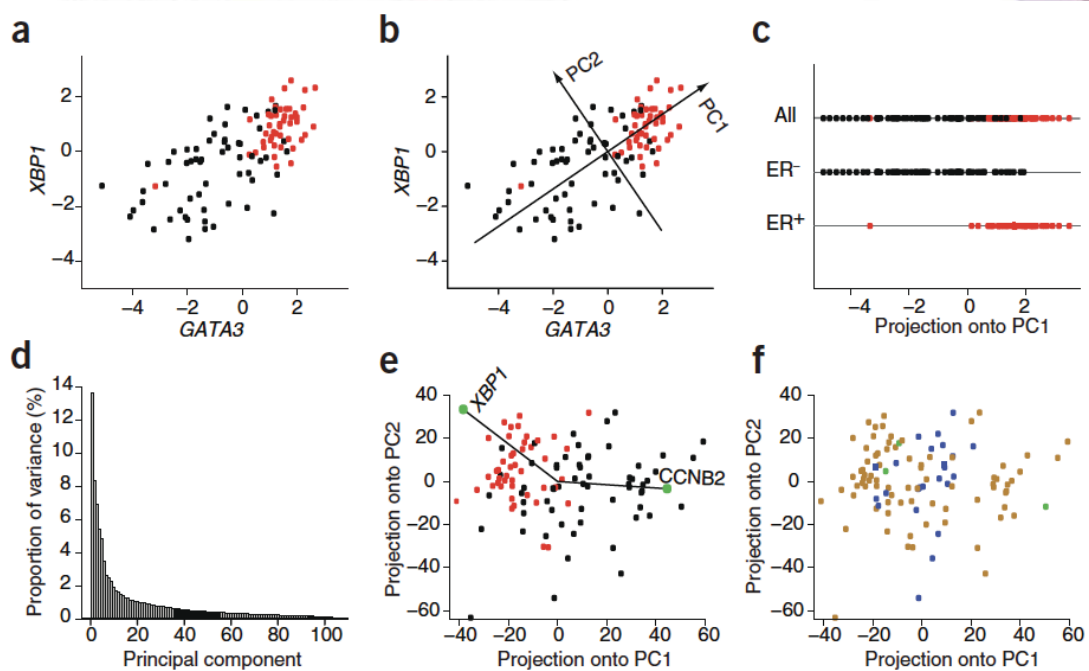 a
b
c
XBP1
2
0
−2
−4
−4
−2
0
2
GATA3
XBP1
2
0
−2
−4
PC2
PC1
−4
−2
0
2
GATA3
All
ER−
ER+
−4
−2
0
2
Projection onto PC1
d
e
f
Proportion of variance (%)
14
12
10
8
6
4
2
0
0
20
40
60
80
100
Principal component
Projection onto PC2
40
20
0
−20
−40
−60
XBP1
CCNB2
−40
−20
0
20
40
60
Projection onto PC1
Projection onto PC2
40
20
0
−20
−40
−60
−40
−20
0
20
40
60
Projection onto PC1